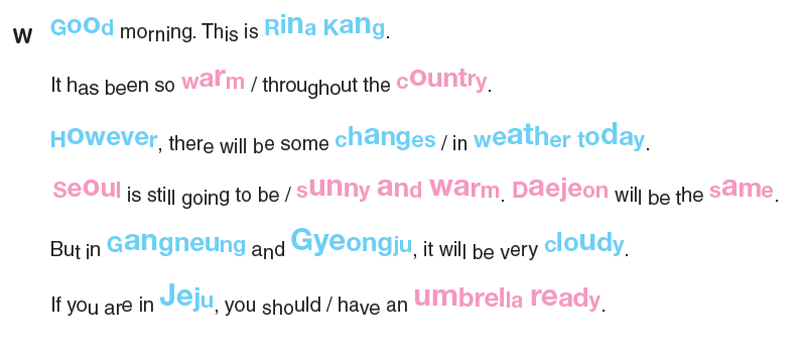 W Good morning. This is Rina Kang.
It has been so warm / throughout the country.
However, there will be some changes / in weather today.
Seoul is still going to be / sunny and warm. Daejeon will be the same.
But in Gangneung and Gyeongju, it will be very cloudy.
If you are in Jeju, you should / have an umbrella ready.